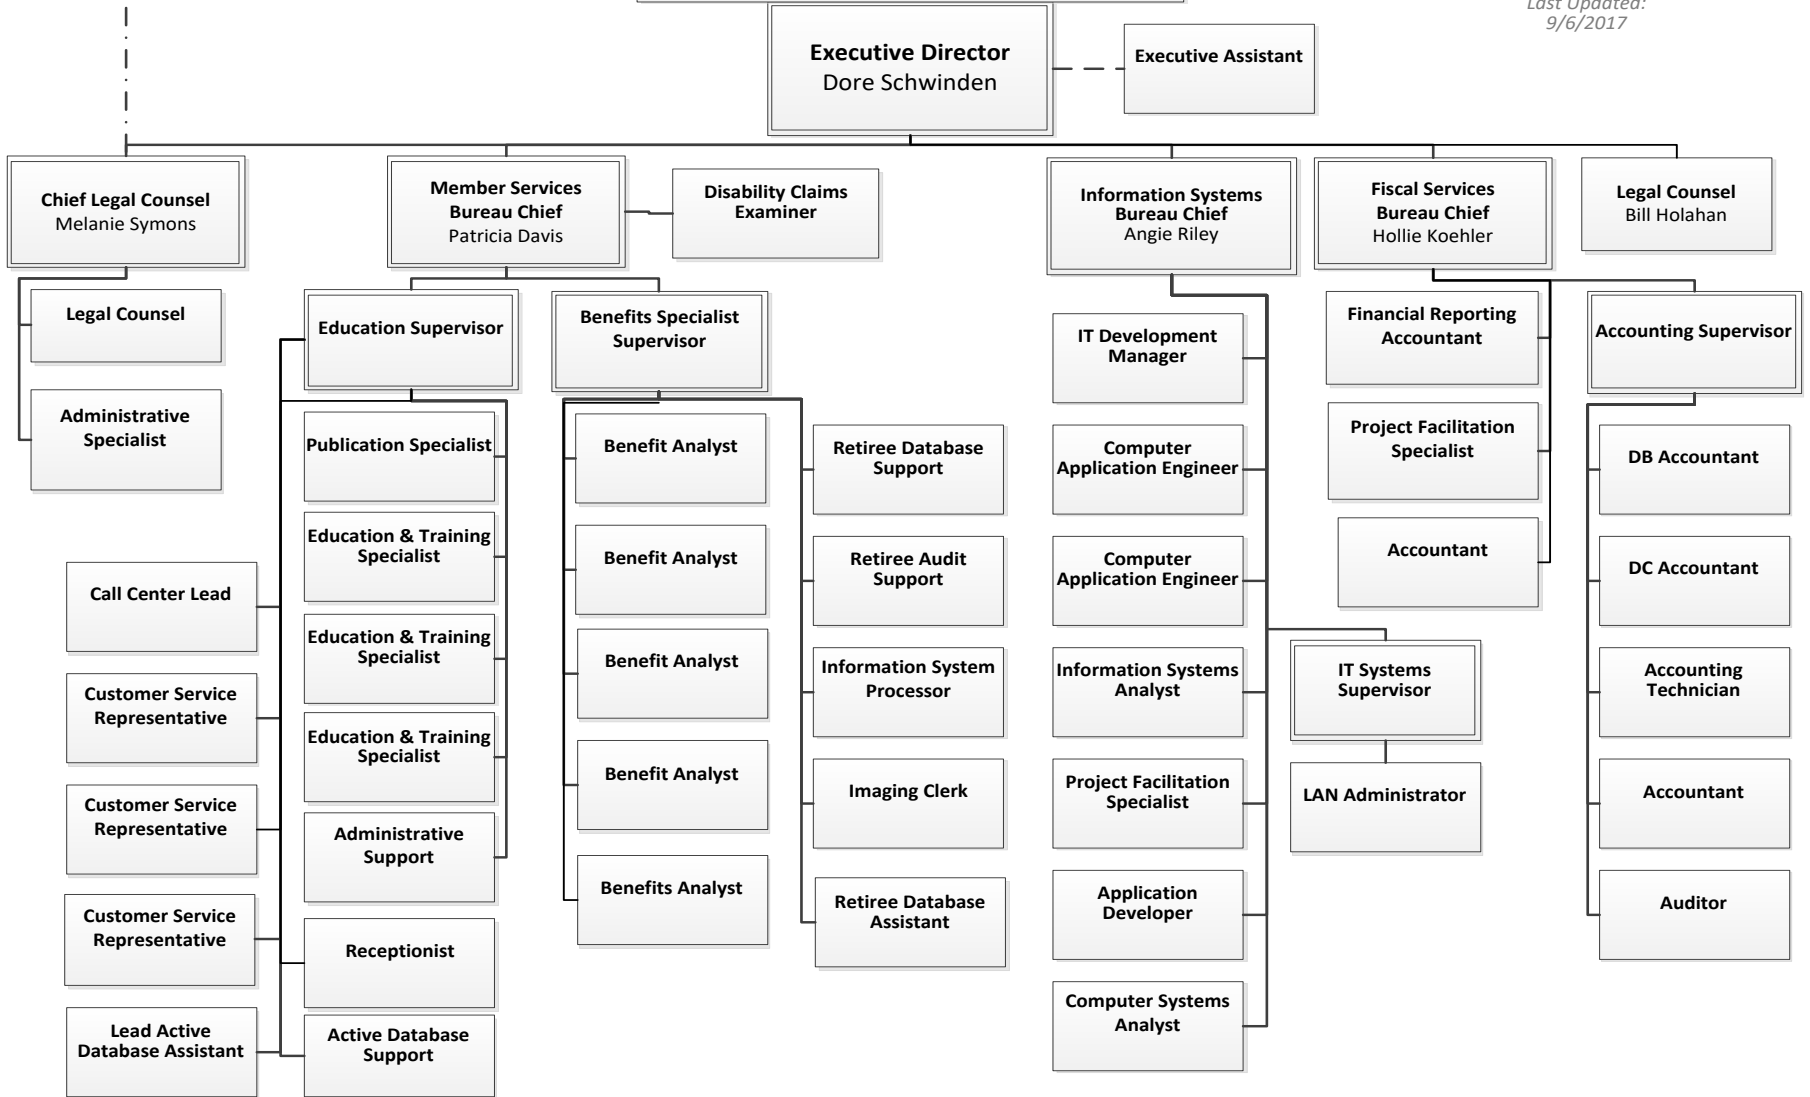 Last Updated:
9/6/2017
Executive Director
Dore Schwinden
Executive Assistant
Chief Legal Counsel
Melanie Symons
Member Services
Bureau Chief
Patricia Davis
Disability Claims
Examiner
Information Systems
Bureau Chief
Angie Riley
Fiscal Services
Bureau Chief
Hollie Koehler
Legal Counsel
Bill Holahan
Legal Counsel
Administrative
Specialist
Education Supervisor
Benefits Specialist
Supervisor
Publication Specialist
Education & Training
Specialist
Education & Training
Specialist
Education & Training
Specialist
Administrative
Support
Receptionist
Active Database
Support
Call Center Lead
Customer Service
Representative
Customer Service
Representative
Customer Service
Representative
Lead Active
Database Assistant
Benefit Analyst
Benefit Analyst
Benefit Analyst
Benefit Analyst
Benefits Analyst
Retiree Database
Support
Retiree Audit
Support
Information System
Processor
Imaging Clerk
Retiree Database
Assistant
IT Development
Manager
Computer
Application Engineer
Computer
Application Engineer
Information Systems
Analyst
Project Facilitation
Specialist
Application
Developer
Computer Systems
Analyst
IT Systems
Supervisor
LAN Administrator
Financial Reporting
Accountant
Project Facilitation
Specialist
Accountant
Accounting Supervisor
DB Accountant
DC Accountant
Accounting
Technician
Accountant
Auditor